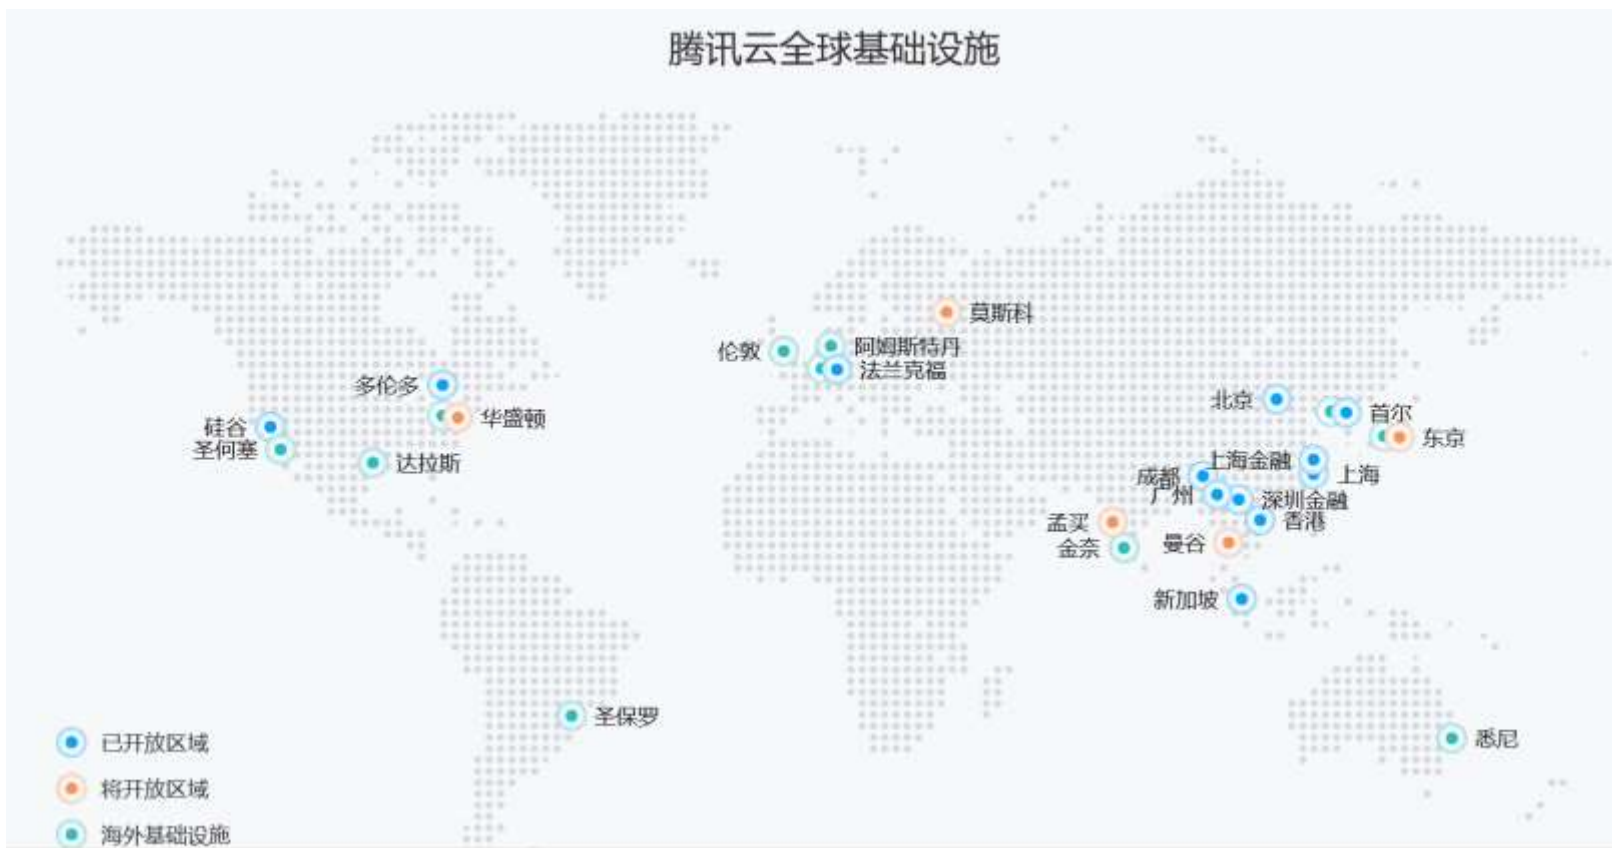 腾讯云全球基础设施
莫斯科
伦敦
阿姆斯特丹
法兰克福
多伦多
华盛顿
硅谷
圣何塞
达拉斯
北京
首尔
东京
上海金融
上海
成都
广州
深圳金融
香港
孟买
金奈
曼谷
新加坡
圣保罗
悉尼
已开放区域
将开放区域
海外基础设施